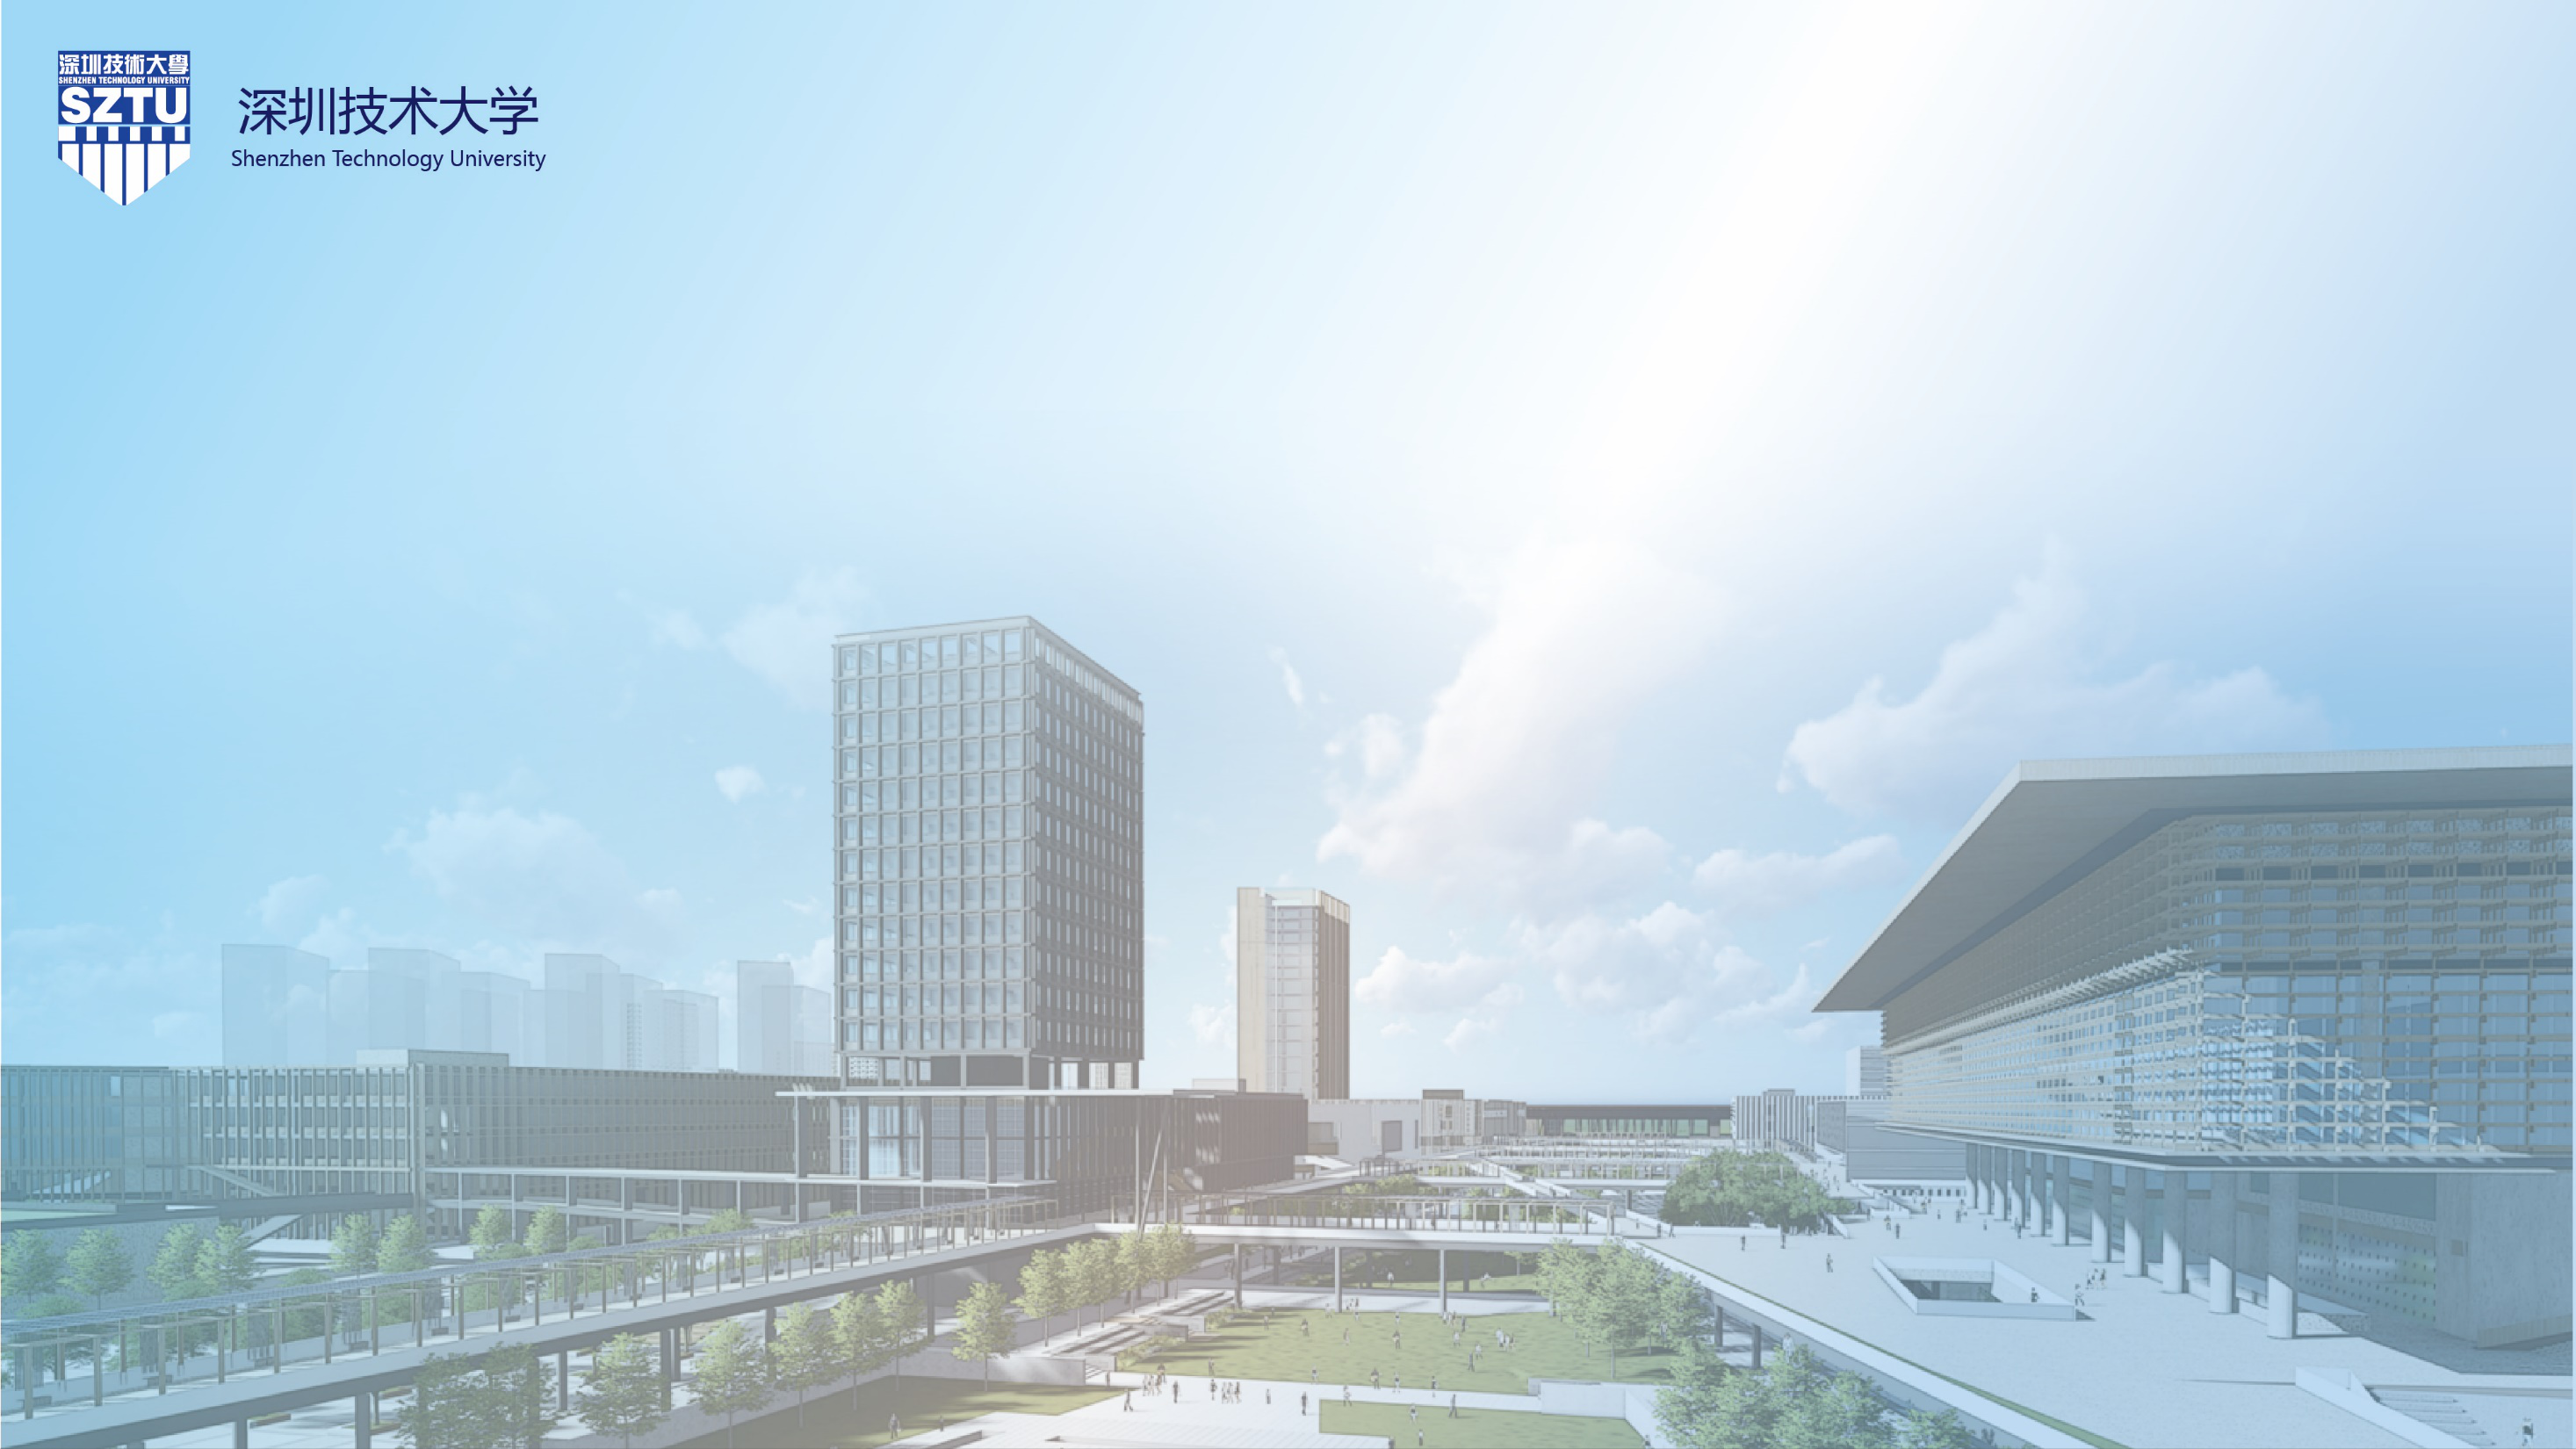 深圳技術大學
SHENZHEN TECHNOLOGY UNIVERSITY
SZTU
深圳技术大学
Shenzhen Technology University